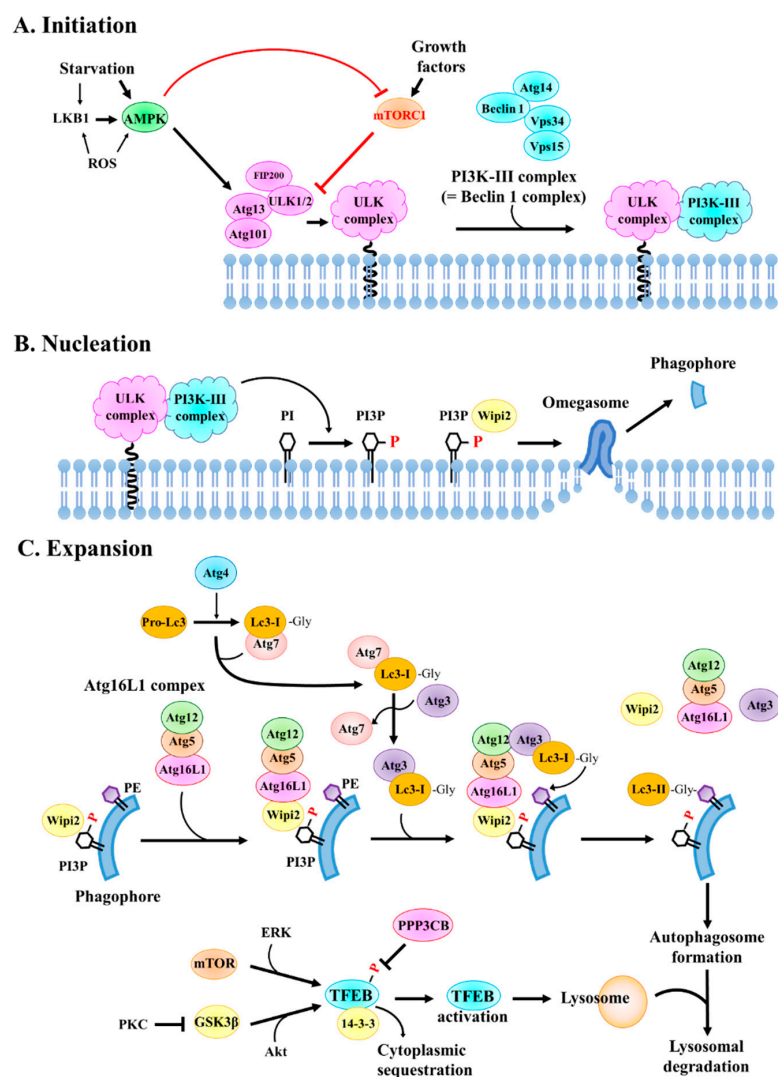 A. Initiation
Growth
factors
Starvation
LKB1
AMPK
mTORC1
ROS
Atg14
Beclin 1
Vps34
Vps15
FIP200
ULK1/2
Atg13
Atg101
ULK
complex
PI3K-III complex
(= Beclin 1 complex)
ULK
complex
PI3K-III
complex
B. Nucleation
Phagophore
ULK
complex
PI3K-III
complex
PI
PI3P
P
PI3P
Wipi2
P
Omegasome
C. Expansion
Atg4
Pro-Lc3
Lc3-I
-Gly
Atg7
Atg7
Lc3-I
-Gly
Atg3
Atg7
Atg16L1 compex
Atg12
Atg5
Atg16L1
Wipi2
P
PE
PI3P
Phagophore
Atg12
Atg5
Atg16L1
Wipi2
PE
P
PI3P
Atg3
Lc3-I
-Gly
Atg12
Atg3
Atg5
Lc3-I
-Gly
Atg16L1
Wipi2
P
Atg12
Wipi2
Atg5
Atg3
Atg16L1
Lc3-II
-Gly-
P
Autophagosome
formation
ERK
PPP3CB
mTOR
P
TFEB
14-3-3
PKC
GSK3β
Akt
Cytoplasmic
sequestration
TFEB
activation
Lysosome
Lysosomal
degradation